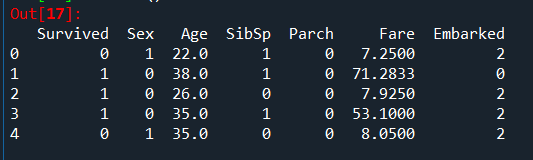 Out[17]:
Survived Sex Age SibSp Parch Fare Embarked
0 0 1 22.0 1 0 7.2500 2
1 1 0 38.0 1 0 71.2833 0
2 1 0 26.0 0 0 7.9250 2
3 1 0 35.0 1 0 53.1000 2
4 0 1 35.0 0 0 8.0500 2